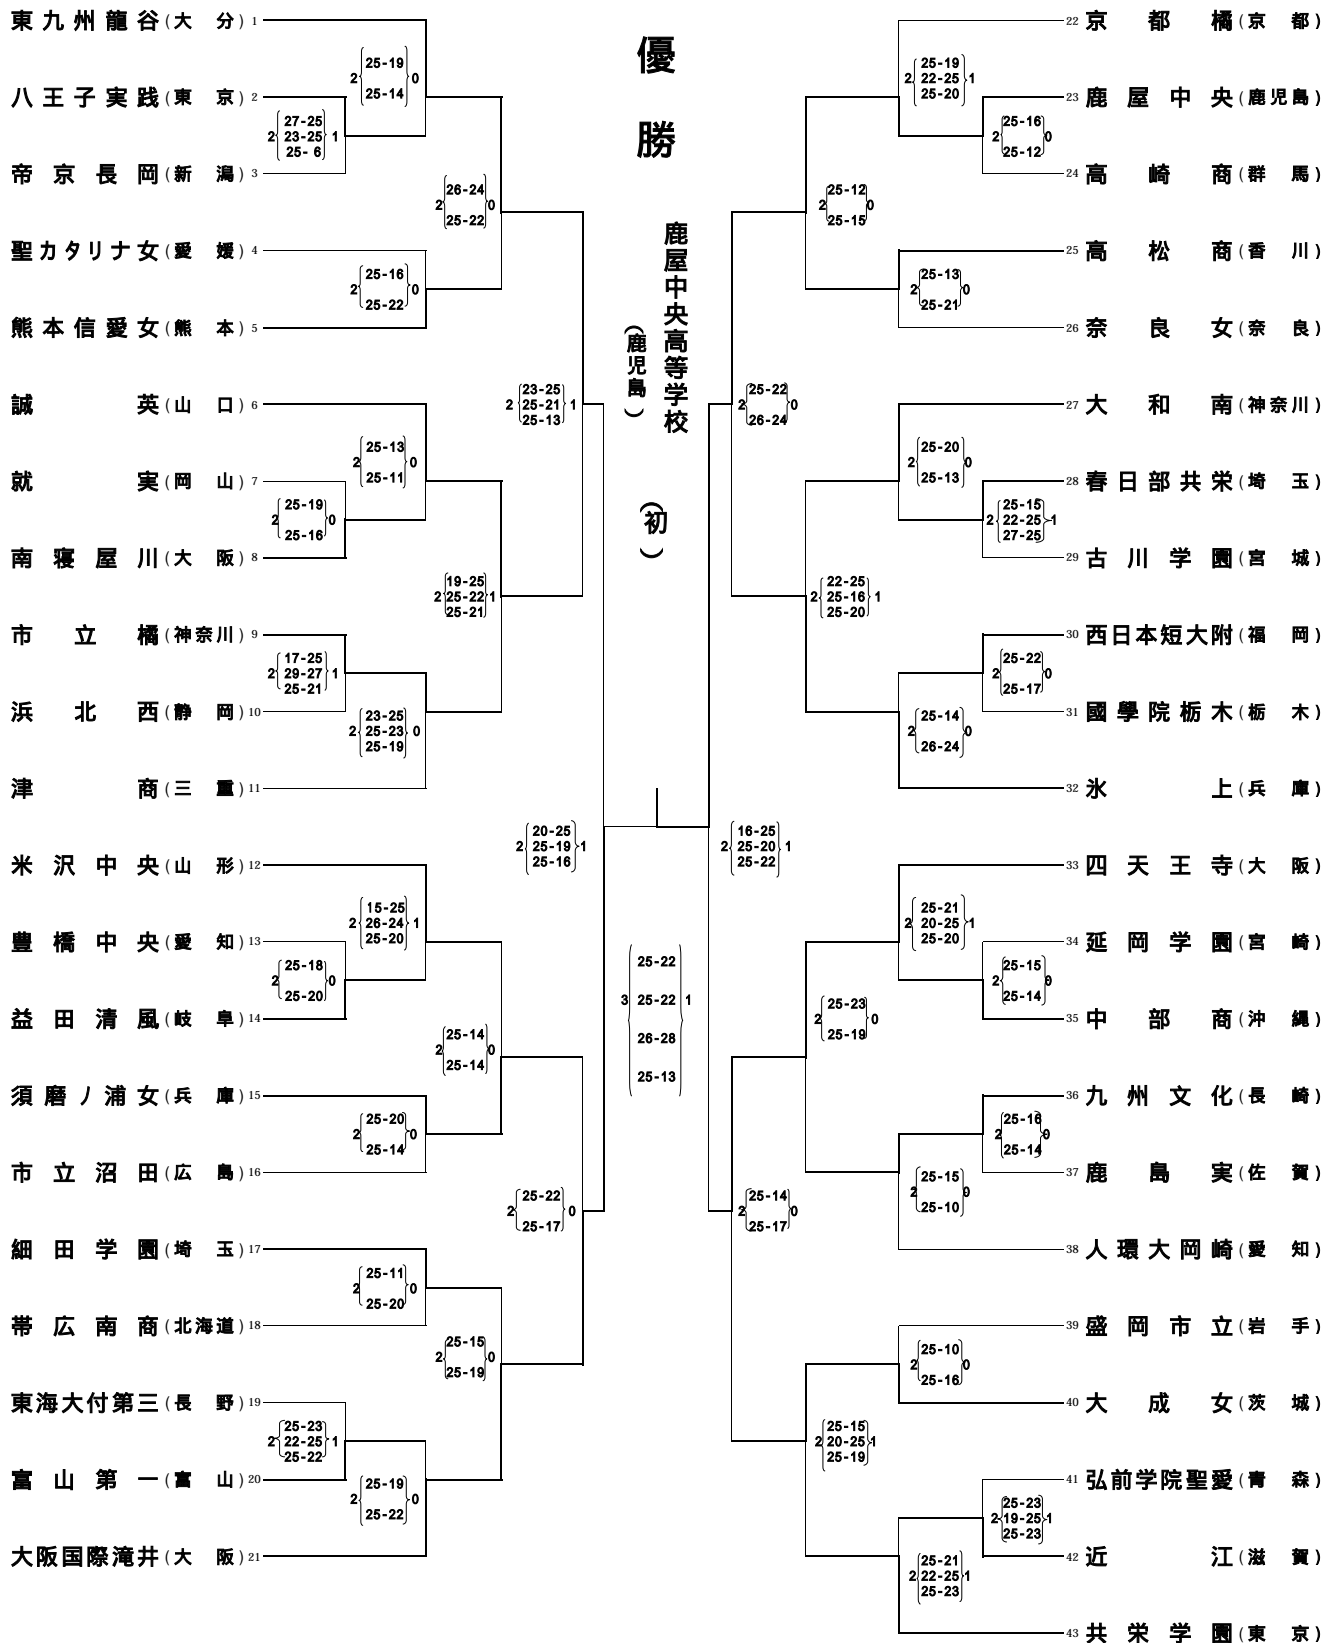 優勝
鹿屋中央高等学校
(鹿児島)
(初)
東九州龍谷(大分) 1
八王子実践(東京) 2
帝京長岡(新潟) 3
聖カタリナ女(愛媛) 4
熊本信愛女(熊本) 5
誠英(山口) 6
就実(岡山) 7
南寝屋川(大阪) 8
市立橘(神奈川) 9
浜北西(静岡) 10
津商(三重) 11
米沢中央(山形) 12
豊橋中央(愛知) 13
益田清風(岐阜) 14
須磨ノ浦女(兵庫) 15
市立沼田(広島) 16
細田学園(埼玉) 17
帯広南商(北海道) 18
東海大付第三(長野) 19
富山第一(富山) 20
大阪国際滝井(大阪) 21
2 25-19 0
25-14
2 27-25 1
23-25
25-6
2 26-24 0
25-22
2 25-16 0
25-22
2 23-25 1
25-21
25-13
2 25-13 0
25-11
2 25-19 0
25-16
2 19-25 1
25-22
25-21
2 17-25 1
29-27
25-21
2 23-25 0
25-23
25-19
2 20-25 1
25-19
25-16
2 15-25 1
26-24
25-20
2 25-18 0
25-20
2 25-14 0
25-14
2 25-20 0
25-14
2 25-22 0
25-17
2 25-11 0
25-20
2 25-15 0
25-19
2 25-23 1
22-25
25-22
2 25-19 0
25-22
3 25-22 1
25-22
26-28
25-13
22 京都橘(京都)
23 鹿屋中央(鹿児島)
24 高崎商(群馬)
25 高松商(香川)
26 奈良女(奈良)
27 大和南(神奈川)
28 春日部共栄(埼玉)
29 古川学園(宮城)
30 西日本短大附(福岡)
31 國學院栃木(栃木)
32 氷上(兵庫)
33 四天王寺(大阪)
34 延岡学園(宮崎)
35 中部商(沖縄)
36 九州文化(長崎)
37 鹿島実(佐賀)
38 人環大岡崎(愛知)
39 盛岡市立(岩手)
40 大成女(茨城)
41 弘前学院聖愛(青森)
42 近江(滋賀)
43 共栄学園(東京)
2 25-19 1
22-25
25-20
2 25-16 0
25-12
2 25-12 0
25-15
2 25-13 0
25-21
2 25-22 0
26-24
2 25-20 0
25-13
2 25-15 1
22-25
27-25
2 22-25 1
25-16
25-20
2 25-22 0
25-17
2 25-14 0
26-24
2 16-25 1
25-20
25-22
2 25-21 1
20-25
25-20
2 25-15 0
25-14
2 25-23 0
25-19
2 25-16 0
25-14
2 25-15 0
25-10
2 25-14 0
25-17
2 25-10 0
25-16
2 25-15 1
20-25
25-19
2 25-23 1
19-25
25-23
2 25-21 1
22-25
25-23